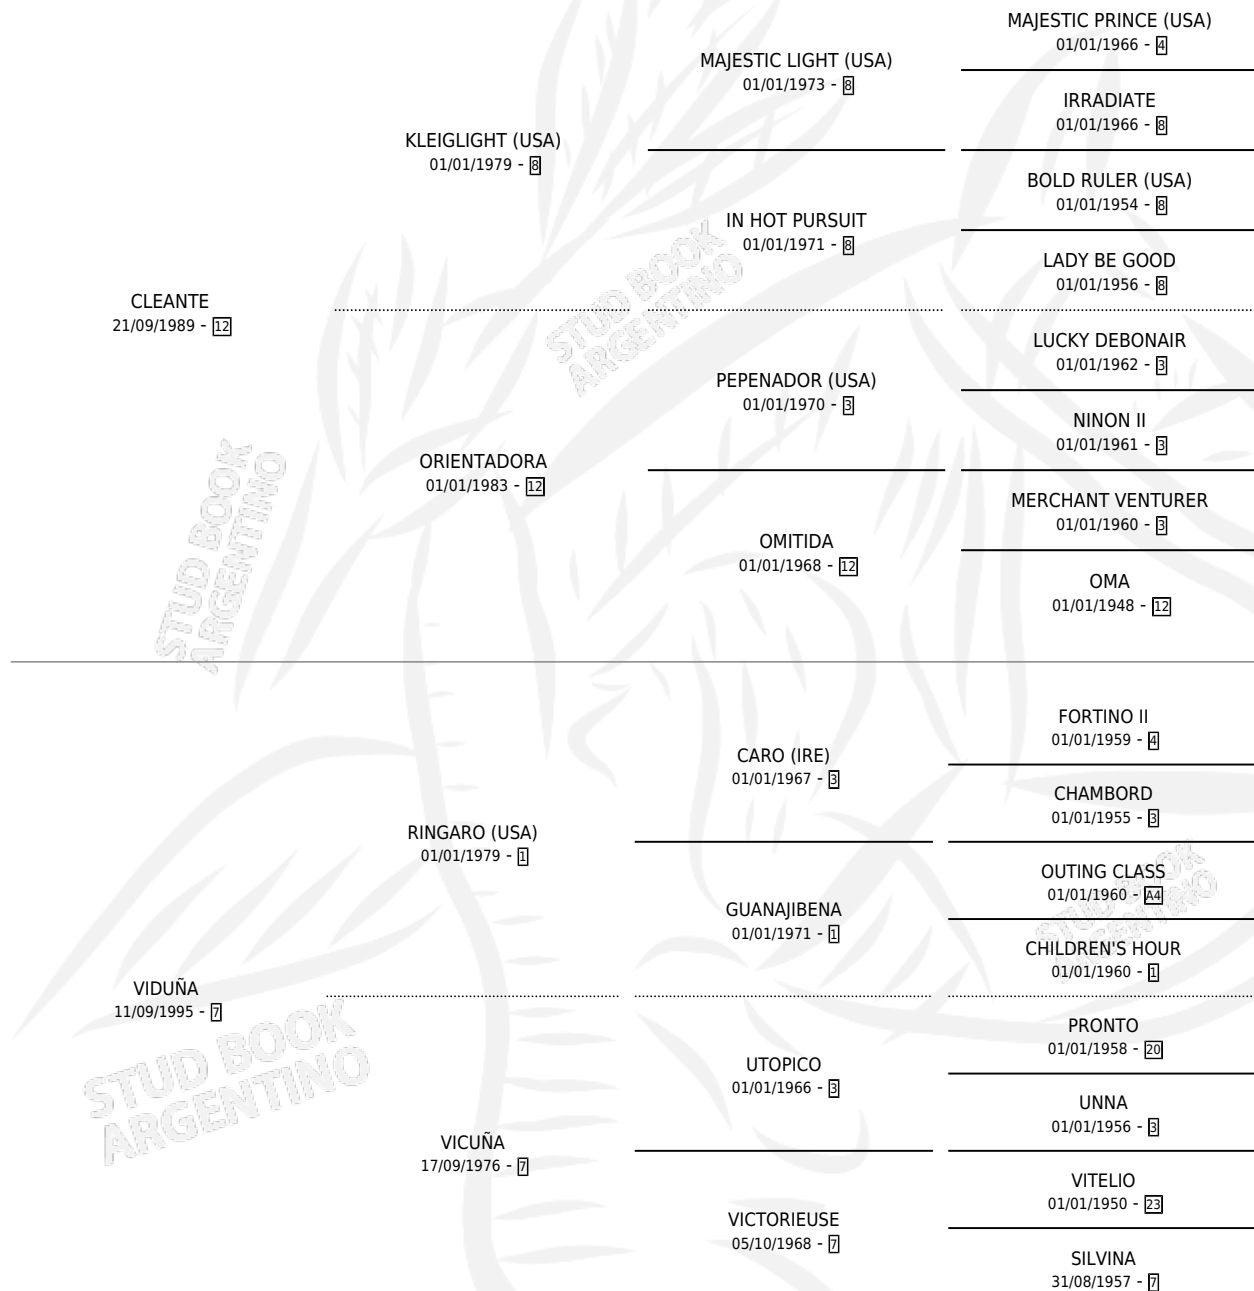 MAJESTIC PRINCE (USA)
01/01/1966 - 4
MAJESTIC LIGHT (USA)
01/01/1973 - 8
IRRADIATE
01/01/1966 - 8
KLEIGLIGHT (USA)
01/01/1979 - 8
BOLD RULER (USA)
01/01/1954 - 8
IN HOT PURSUIT
01/01/1971 - 8
LADY BE GOOD
01/01/1956 - 8
STUD BOOK
ARGENTINO
CLEANTE
21/09/1989 - 12
LUCKY DEBONAIR
01/01/1962 - 3
PEPENADOR (USA)
01/01/1970 - 3
NINON II
01/01/1961 - 3
ORIENTADORA
01/01/1983 - 12
MERCHANT VENTURER
01/01/1960 - 3
OMITIDA
01/01/1968 - 12
OMA
01/01/1948 - 12
STUD BOOK
ARGENTINO
FORTINO II
01/01/1959 - 4
CARO (IRE)
01/01/1967 - 3
CHAMBORD
01/01/1955 - 3
RINGARO (USA)
01/01/1979 - 1
OUTING CLASS
01/01/1960 - A4
GUANAJIBENA
01/01/1971 - 1
CHILDREN'S HOUR
01/01/1960 - 1
STUD BOOK
ARGENTINO
VIDUÑA
11/09/1995 - 7
PRONTO
01/01/1958 - 20
UTOPICO
01/01/1966 - 3
UNNA
01/01/1956 - 3
VICUÑA
17/09/1976 - 7
VITELIO
01/01/1950 - 23
VICTORIEUSE
05/10/1968 - 7
SILVINA
31/08/1957 - 7
STUD BOOK
ARGENTINO